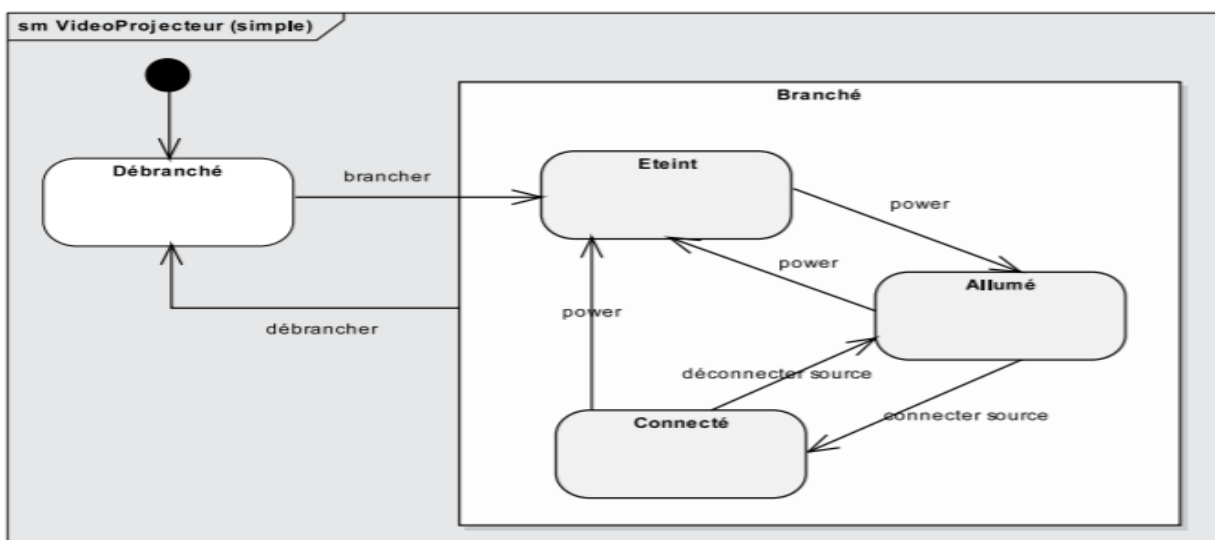 sm VideoProjecteur (simple)
Branché
Débranché
Eteint
brancher
power
power
Allumé
power
débrancher
déconnecter source
connecter source
Connecté